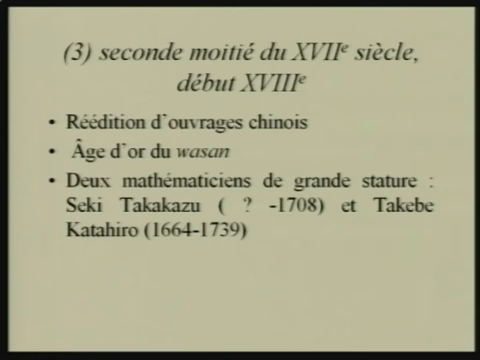 (3) seconde moitié du XVIIe siècle,
début XVIIIe
• Réédition d'ouvrages chinois
• Âge d'or du wasan
• Deux mathématiciens de grande stature :
Seki Takakazu ( ? -1708) et Takebe
Katahiro (1664-1739)